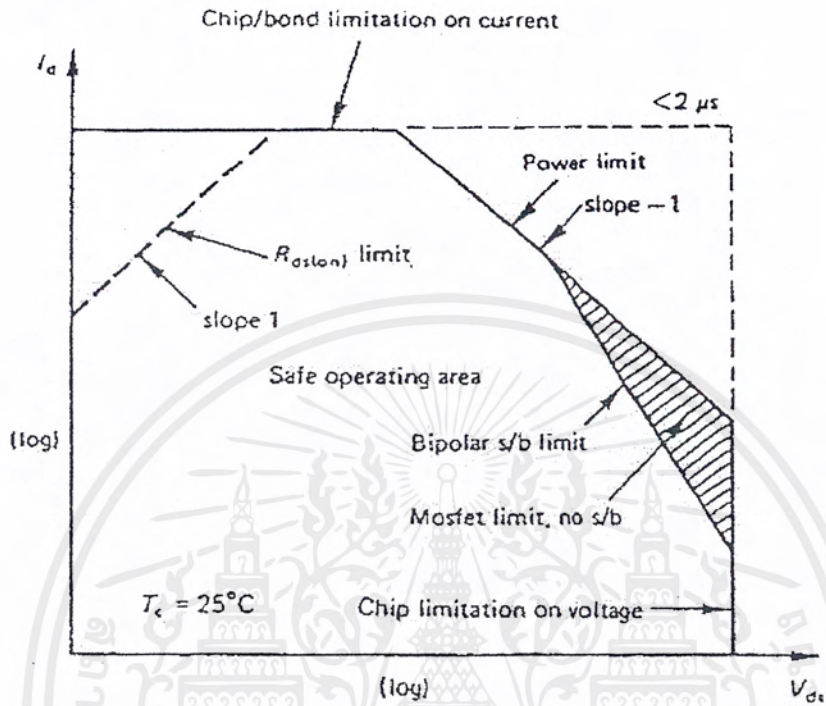 Chip/bond limitation on current
I_d
<2 μs
Power limit
slope −1
R_ds(on) limit
slope 1
Safe operating area
(log)
Bipolar s/b limit
Mosfet limit, no s/b
T_c = 25°C
Chip limitation on voltage
(log)
V_ds